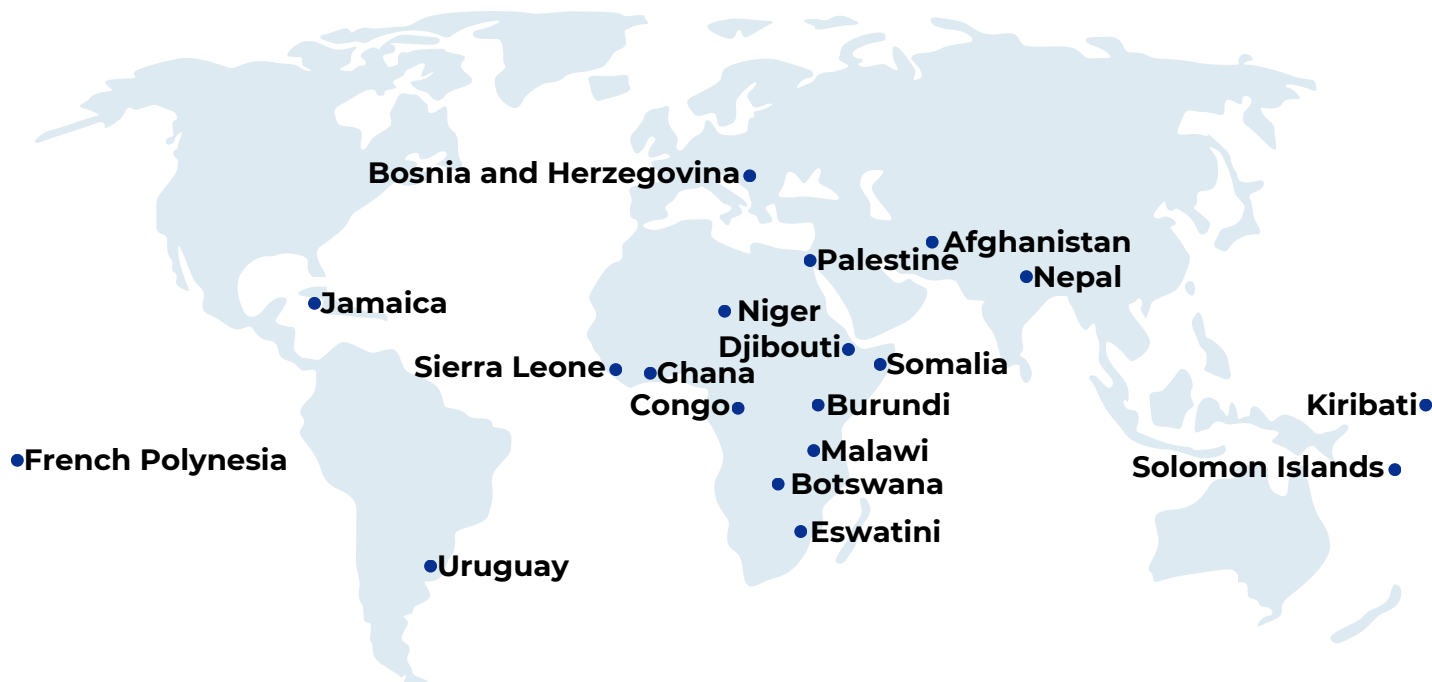 Bosnia and Herzegovina
Afghanistan
Palestine
Nepal
Jamaica
Niger
Djibouti
Sierra Leone
Ghana
Somalia
Congo
Burundi
Kiribati
Malawi
French Polynesia
Solomon Islands
Botswana
Eswatini
Uruguay